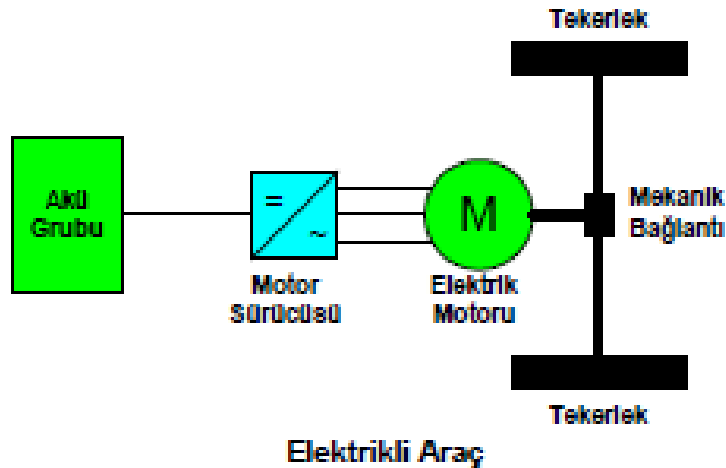 Tekerlek
Akü
Grubu
=
~
M
Mekanik
Bağlantı
Motor
Sürücüsü
Elektrik
Motoru
Tekerlek
Elektrikli Araç